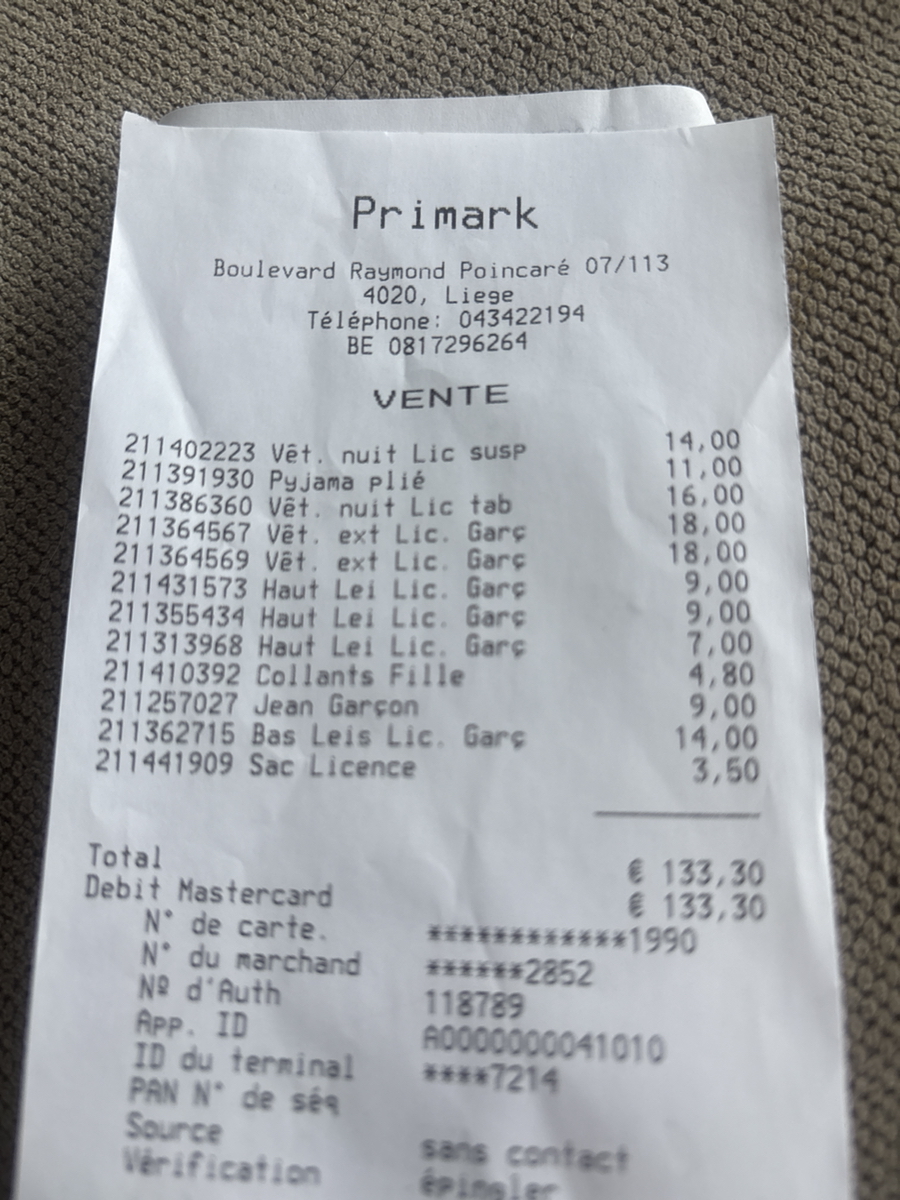 Primark
Boulevard Raymond Poincaré 07/113
4020, Liege
Téléphone: 043422194
BE 0817296264
VENTE
211402223 Vêt. nuit Lic susp 14,00
211391930 Pyjama plié 11,00
211386360 Vêt. nuit Lic tab 16,00
211364567 Vêt. ext Lic. Garç 18,00
211364569 Vêt. ext Lic. Garç 18,00
211431573 Haut Lei Lic. Garç 9,00
211355434 Haut Lei Lic. Garç 9,00
211313968 Haut Lei Lic. Garç 7,00
211410392 Collants Fille 4,80
211257027 Jean Garçon 9,00
211362715 Bas Leis Lic. Garç 14,00
211441909 Sac Licence 3,50
Total € 133,30
Debit Mastercard € 133,30
N° de carte. ************1990
N° du marchand ******2852
Nº d'Auth 118789
App. ID A0000000041010
ID du terminal ****7214
PAN N° de séq
Source sans contact
Vérification épingler